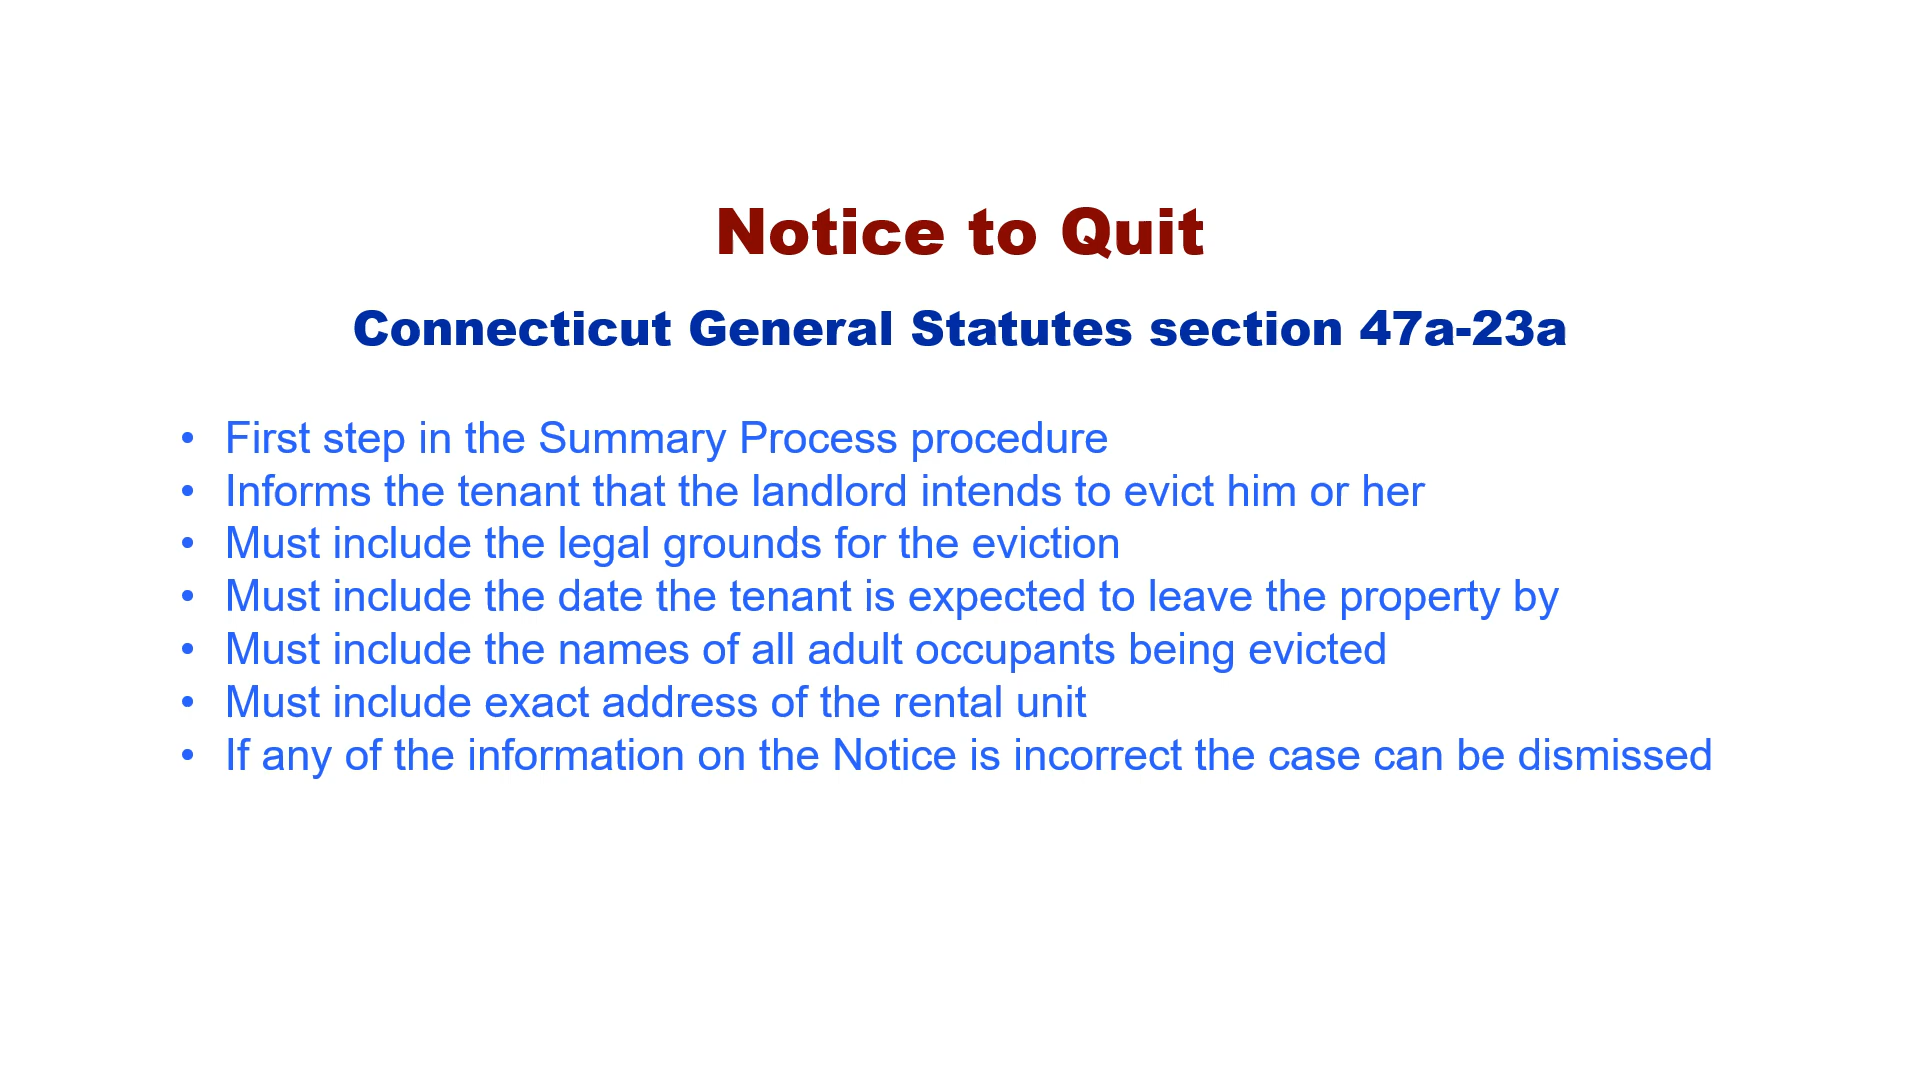 Notice to Quit
Connecticut General Statutes section 47a-23a
• First step in the Summary Process procedure
• Informs the tenant that the landlord intends to evict him or her
• Must include the legal grounds for the eviction
• Must include the date the tenant is expected to leave the property by
• Must include the names of all adult occupants being evicted
• Must include exact address of the rental unit
• If any of the information on the Notice is incorrect the case can be dismissed